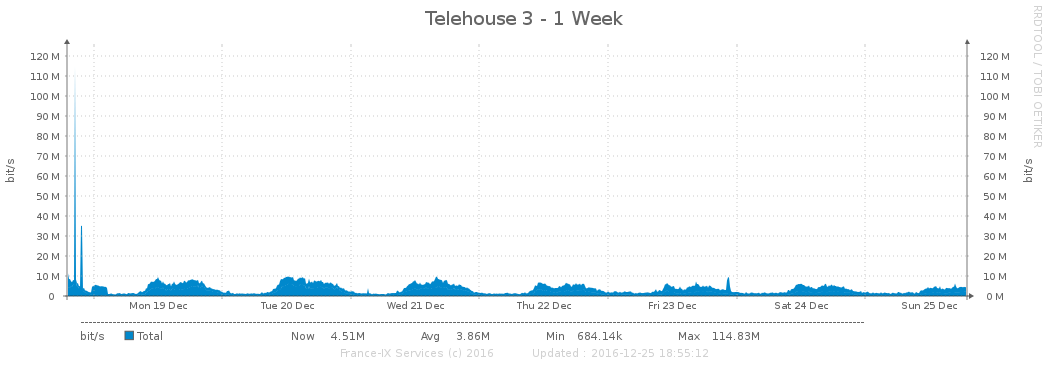 Telehouse 3 - 1 Week
RRDTOOL / TOBI OETIKER
120 M 120 M
110 M 110 M
100 M 100 M
90 M 90 M
80 M 80 M
70 M 70 M
60 M 60 M
50 M 50 M
40 M 40 M
30 M 30 M
20 M 20 M
10 M 10 M
0 0 M
bit/s
bit/s
Mon 19 Dec Tue 20 Dec Wed 21 Dec Thu 22 Dec Fri 23 Dec Sat 24 Dec Sun 25 Dec
bit/s Total Now 4.51M Avg 3.86M Min 684.14k Max 114.83M
France-IX Services (c) 2016 Updated : 2016-12-25 18:55:12